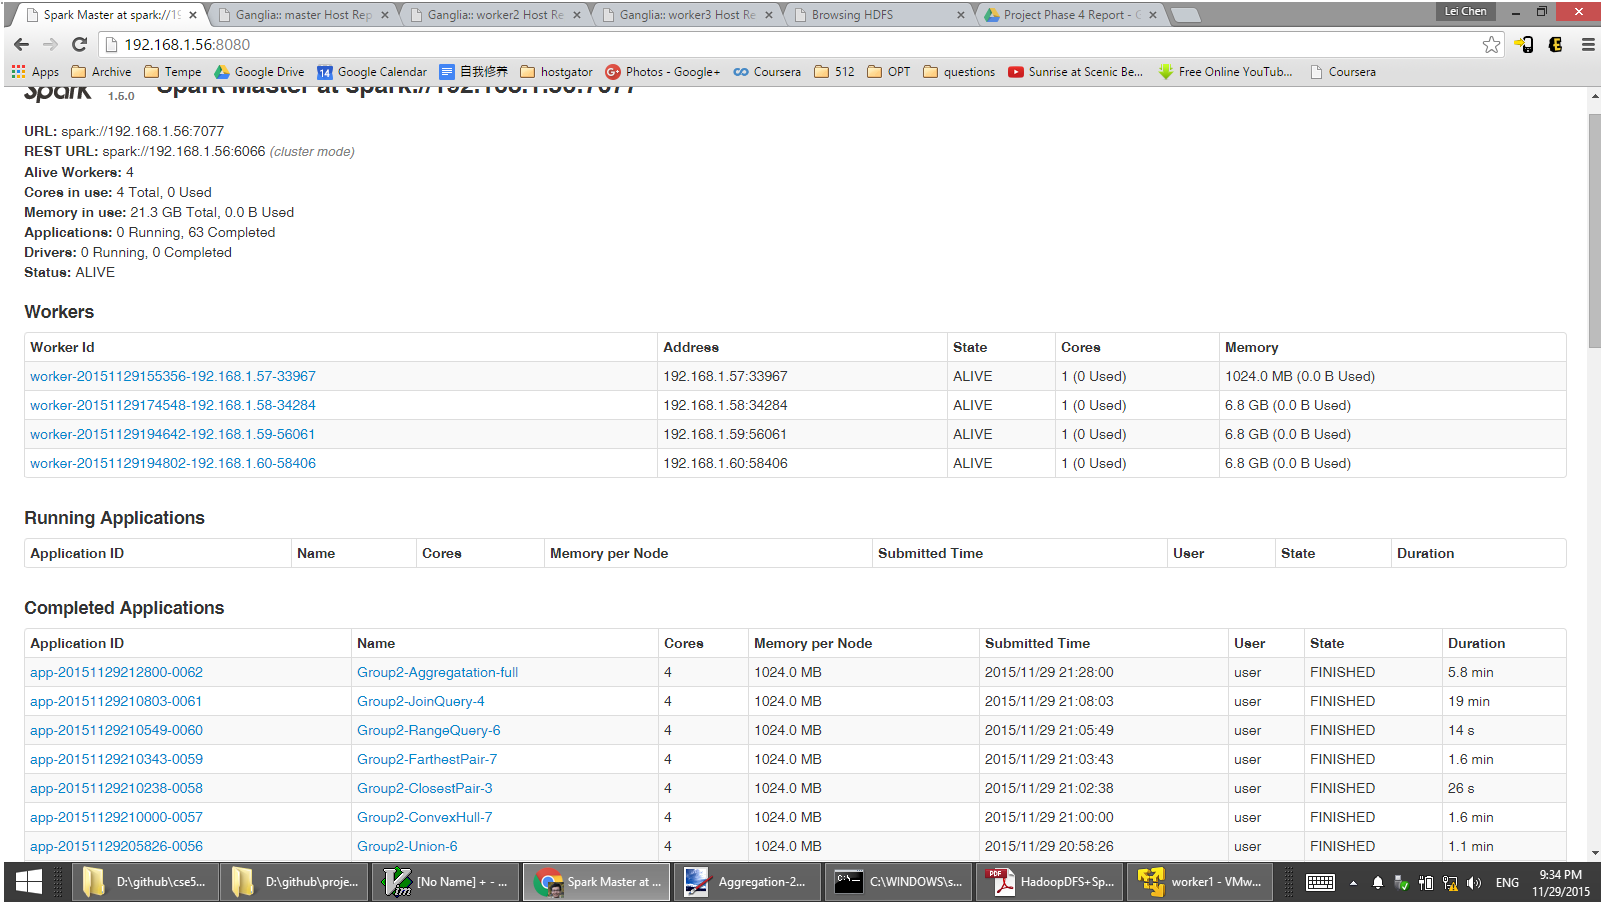 Spark Master at spark://19
Ganglia:: master Host Rep
Ganglia:: worker2 Host Re
Ganglia:: worker3 Host Re
Browsing HDFS
Project Phase 4 Report - G
Lei Chen
192.168.1.56:8080
Apps Archive Tempe Google Drive Google Calendar 自我修养 hostgator Photos - Google+ Coursera 512 OPT questions Sunrise at Scenic Be... Free Online YouTub... Coursera
Spark 1.5.0 Spark Master at spark://192.168.1.56:7077
URL: spark://192.168.1.56:7077
REST URL: spark://192.168.1.56:6066 (cluster mode)
Alive Workers: 4
Cores in use: 4 Total, 0 Used
Memory in use: 21.3 GB Total, 0.0 B Used
Applications: 0 Running, 63 Completed
Drivers: 0 Running, 0 Completed
Status: ALIVE
Workers
Worker Id Address State Cores Memory
worker-20151129155356-192.168.1.57-33967 192.168.1.57:33967 ALIVE 1 (0 Used) 1024.0 MB (0.0 B Used)
worker-20151129174548-192.168.1.58-34284 192.168.1.58:34284 ALIVE 1 (0 Used) 6.8 GB (0.0 B Used)
worker-20151129194642-192.168.1.59-56061 192.168.1.59:56061 ALIVE 1 (0 Used) 6.8 GB (0.0 B Used)
worker-20151129194802-192.168.1.60-58406 192.168.1.60:58406 ALIVE 1 (0 Used) 6.8 GB (0.0 B Used)
Running Applications
Application ID Name Cores Memory per Node Submitted Time User State Duration
Completed Applications
Application ID Name Cores Memory per Node Submitted Time User State Duration
app-20151129212800-0062 Group2-Aggregatation-full 4 1024.0 MB 2015/11/29 21:28:00 user FINISHED 5.8 min
app-20151129210803-0061 Group2-JoinQuery-4 4 1024.0 MB 2015/11/29 21:08:03 user FINISHED 19 min
app-20151129210549-0060 Group2-RangeQuery-6 4 1024.0 MB 2015/11/29 21:05:49 user FINISHED 14 s
app-20151129210343-0059 Group2-FarthestPair-7 4 1024.0 MB 2015/11/29 21:03:43 user FINISHED 1.6 min
app-20151129210238-0058 Group2-ClosestPair-3 4 1024.0 MB 2015/11/29 21:02:38 user FINISHED 26 s
app-20151129210000-0057 Group2-ConvexHull-7 4 1024.0 MB 2015/11/29 21:00:00 user FINISHED 1.6 min
app-20151129205826-0056 Group2-Union-6 4 1024.0 MB 2015/11/29 20:58:26 user FINISHED 1.1 min
D:\github\cse5... D:\github\proje... [No Name] + - ... Spark Master at ... Aggregation-2... C:\WINDOWS\s... HadoopDFS+Sp... worker1 - VMw... ENG 9:34 PM
11/29/2015